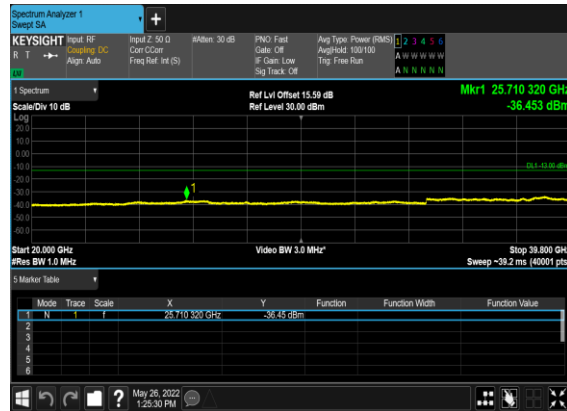 Spectrum Analyzer 1
Swept SA
+
KEYSIGHT Input: RF Input Z: 50 Ω #Atten: 30 dB PNO: Fast Avg Type: Power (RMS) 1 2 3 4 5 6
R T Coupling: DC Corr CCorr Gate: Off Avg|Hold: 100/100 A W W W W W
Align: Auto Freq Ref: Int (S) IF Gain: Low Trig: Free Run
Sig Track: Off A N N N N N
1 Spectrum Ref Lvl Offset 15.59 dB Mkr1 25.710 320 GHz
Scale/Div 10 dB Ref Level 30.00 dBm -36.453 dBm
Log
20.0
10.0
0.00
-10.0 DL1 -13.00 dBm
-20.0
-30.0 1
-40.0
-50.0
-60.0
Start 20.000 GHz Video BW 3.0 MHz* Stop 39.800 GHz
#Res BW 1.0 MHz Sweep ~39.2 ms (40001 pts)
5 Marker Table
Mode Trace Scale X Y Function Function Width Function Value
1 N 1 f 25.710 320 GHz -36.45 dBm
2
3
4
5
6
? May 26, 2022
1:25:30 PM